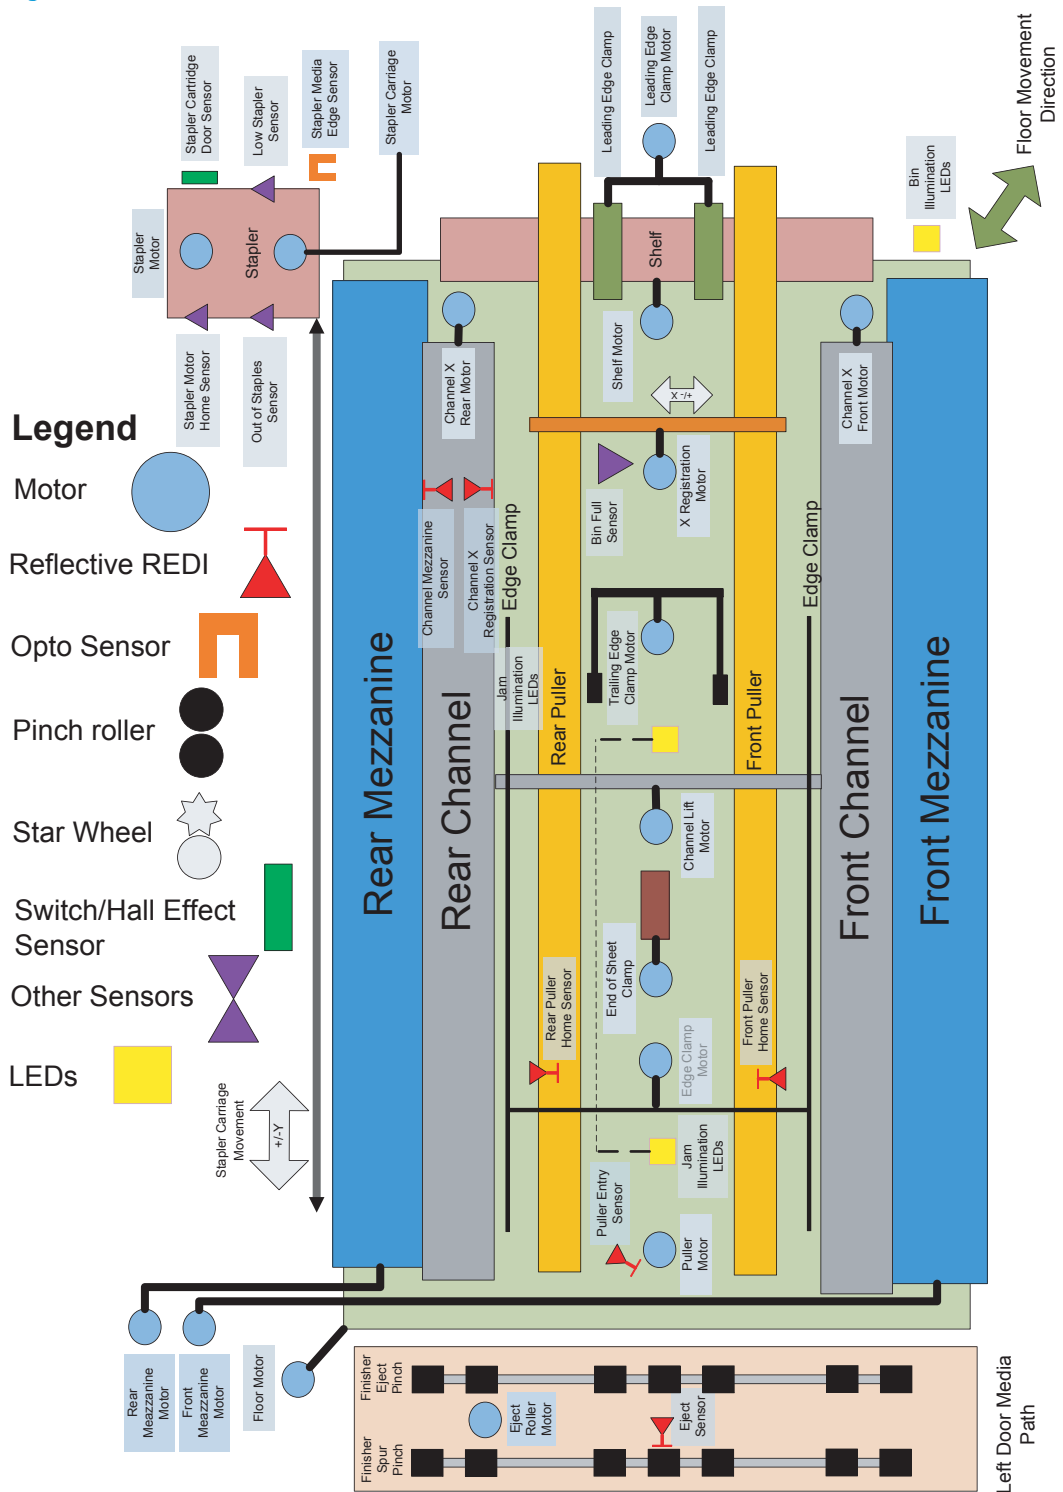 Leading Edge Clamp
Leading Edge
Clamp Motor
Leading Edge Clamp
Floor Movement
Direction
Stapler Cartridge
Door Sensor
Low Stapler
Sensor
Stapler Media
Edge Sensor
Stapler Carriage
Motor
Bin
Illumination
LEDs
Stapler
Motor
Stapler
Shelf
Stapler Motor
Home Sensor
Out of Staples
Sensor
Channel X
Rear Motor
Shelf Motor
X -/+
Channel X
Front Motor
Legend
Motor
Reflective REDI
Opto Sensor
Pinch roller
Star Wheel
Switch/Hall Effect
Sensor
Other Sensors
LEDs
Channel Mezzanine
Sensor
Channel X
Registration Sensor
Bin Full
Sensor
X Registration
Motor
Edge Clamp
Edge Clamp
Jam
Illumination
LEDs
Trailing Edge
Clamp Motor
Rear Puller
Front Puller
Rear Mezzanine
Rear Channel
Channel Lift
Motor
Front Channel
Front Mezzanine
Rear Puller
Home Sensor
End of Sheet
Clamp
Front Puller
Home Sensor
Edge Clamp
Motor
Stapler Carriage
Movement
+/-Y
Puller Entry
Sensor
Jam
Illumination
LEDs
Puller
Motor
Rear
Meazzanine
Motor
Front
Meazzanine
Motor
Floor Motor
Finisher
Eject
Pinch
Eject
Roller
Motor
Eject
Sensor
Finisher
Spur
Pinch
Left Door Media
Path